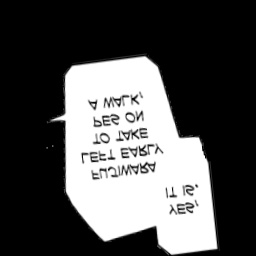 YES,
IT IS.
FUJIWARA
LEFT EARLY
TO TAKE
PES ON
A WALK,